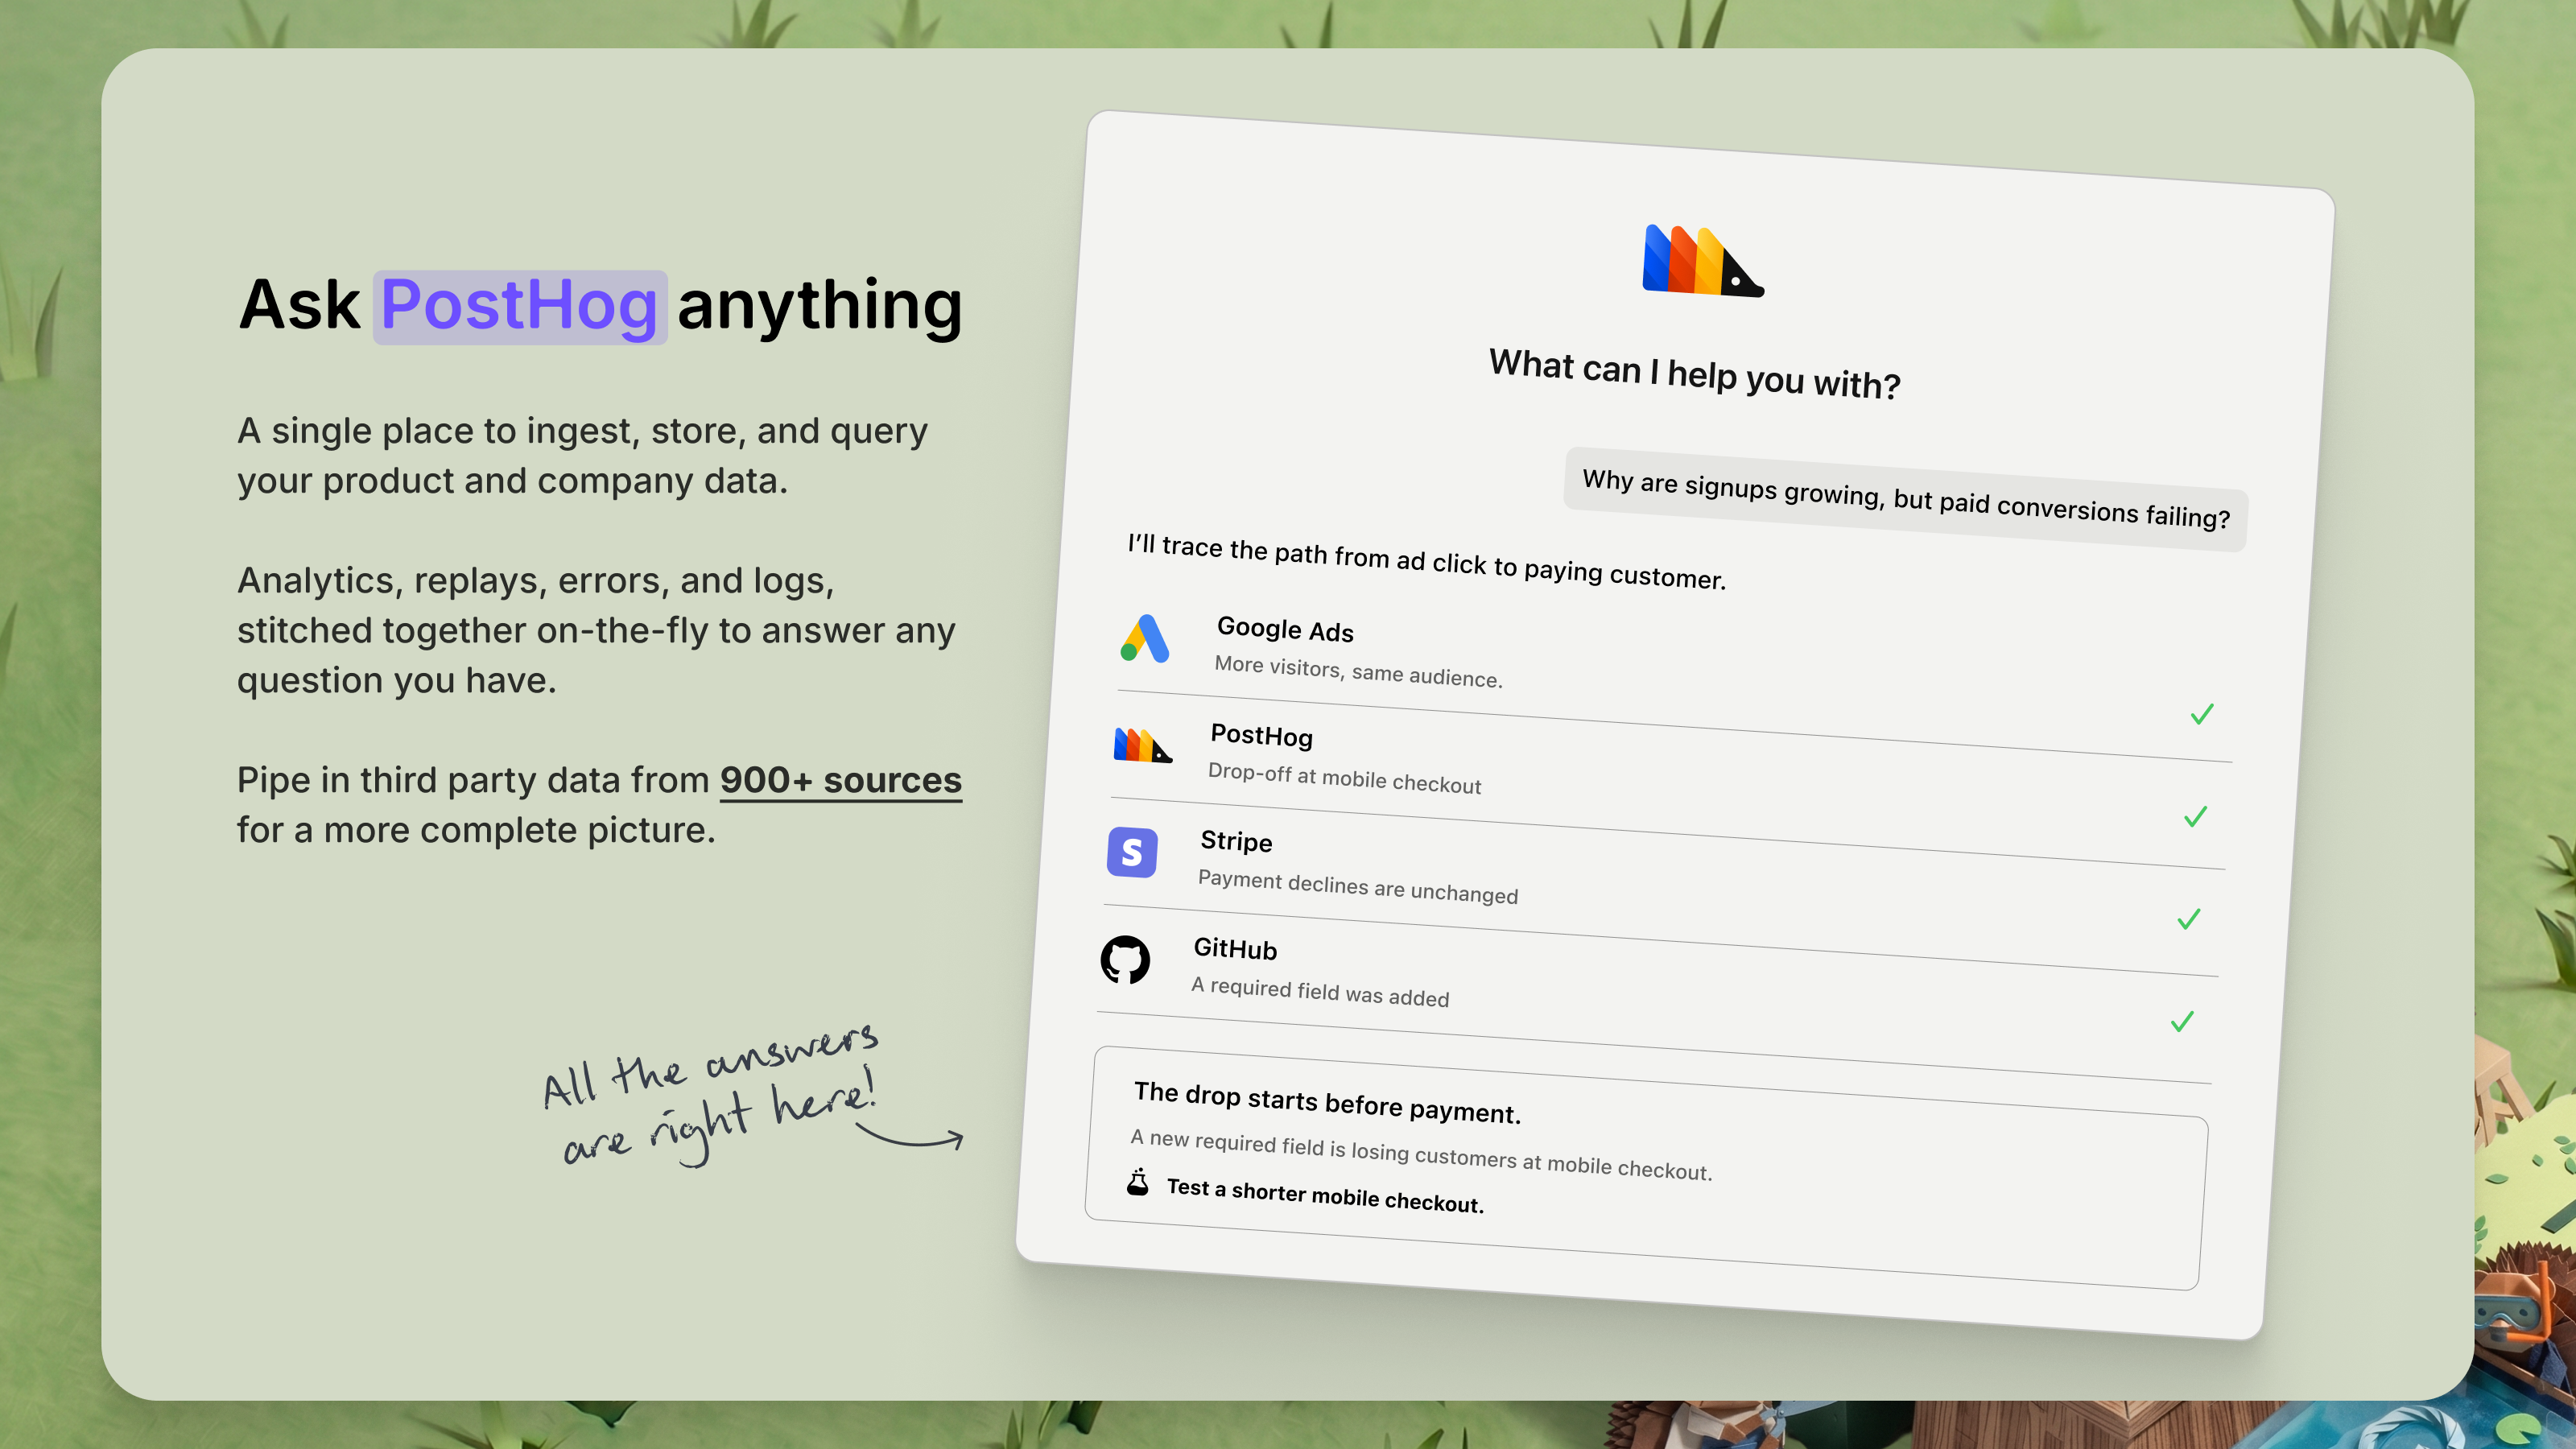 Ask PostHog anything
A single place to ingest, store, and query
your product and company data.
Analytics, replays, errors, and logs,
stitched together on-the-fly to answer any
question you have.
Pipe in third party data from 900+ sources
for a more complete picture.
All the answers
are right here!
What can I help you with?
Why are signups growing, but paid conversions failing?
I'll trace the path from ad click to paying customer.
Google Ads
More visitors, same audience.
PostHog
Drop-off at mobile checkout
S
Stripe
Payment declines are unchanged
GitHub
A required field was added
The drop starts before payment.
A new required field is losing customers at mobile checkout.
Test a shorter mobile checkout.